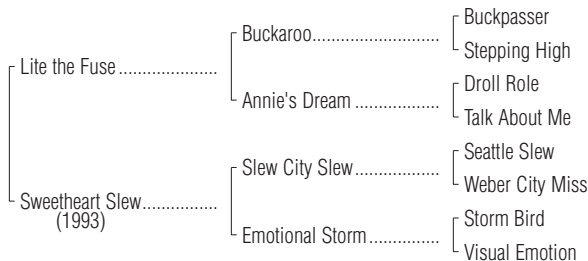 Buckpasser
Buckaroo
Stepping High
Lite the Fuse
Droll Role
Annie's Dream
Talk About Me
Seattle Slew
Slew City Slew
Weber City Miss
Sweetheart Slew
(1993)
Storm Bird
Emotional Storm
Visual Emotion